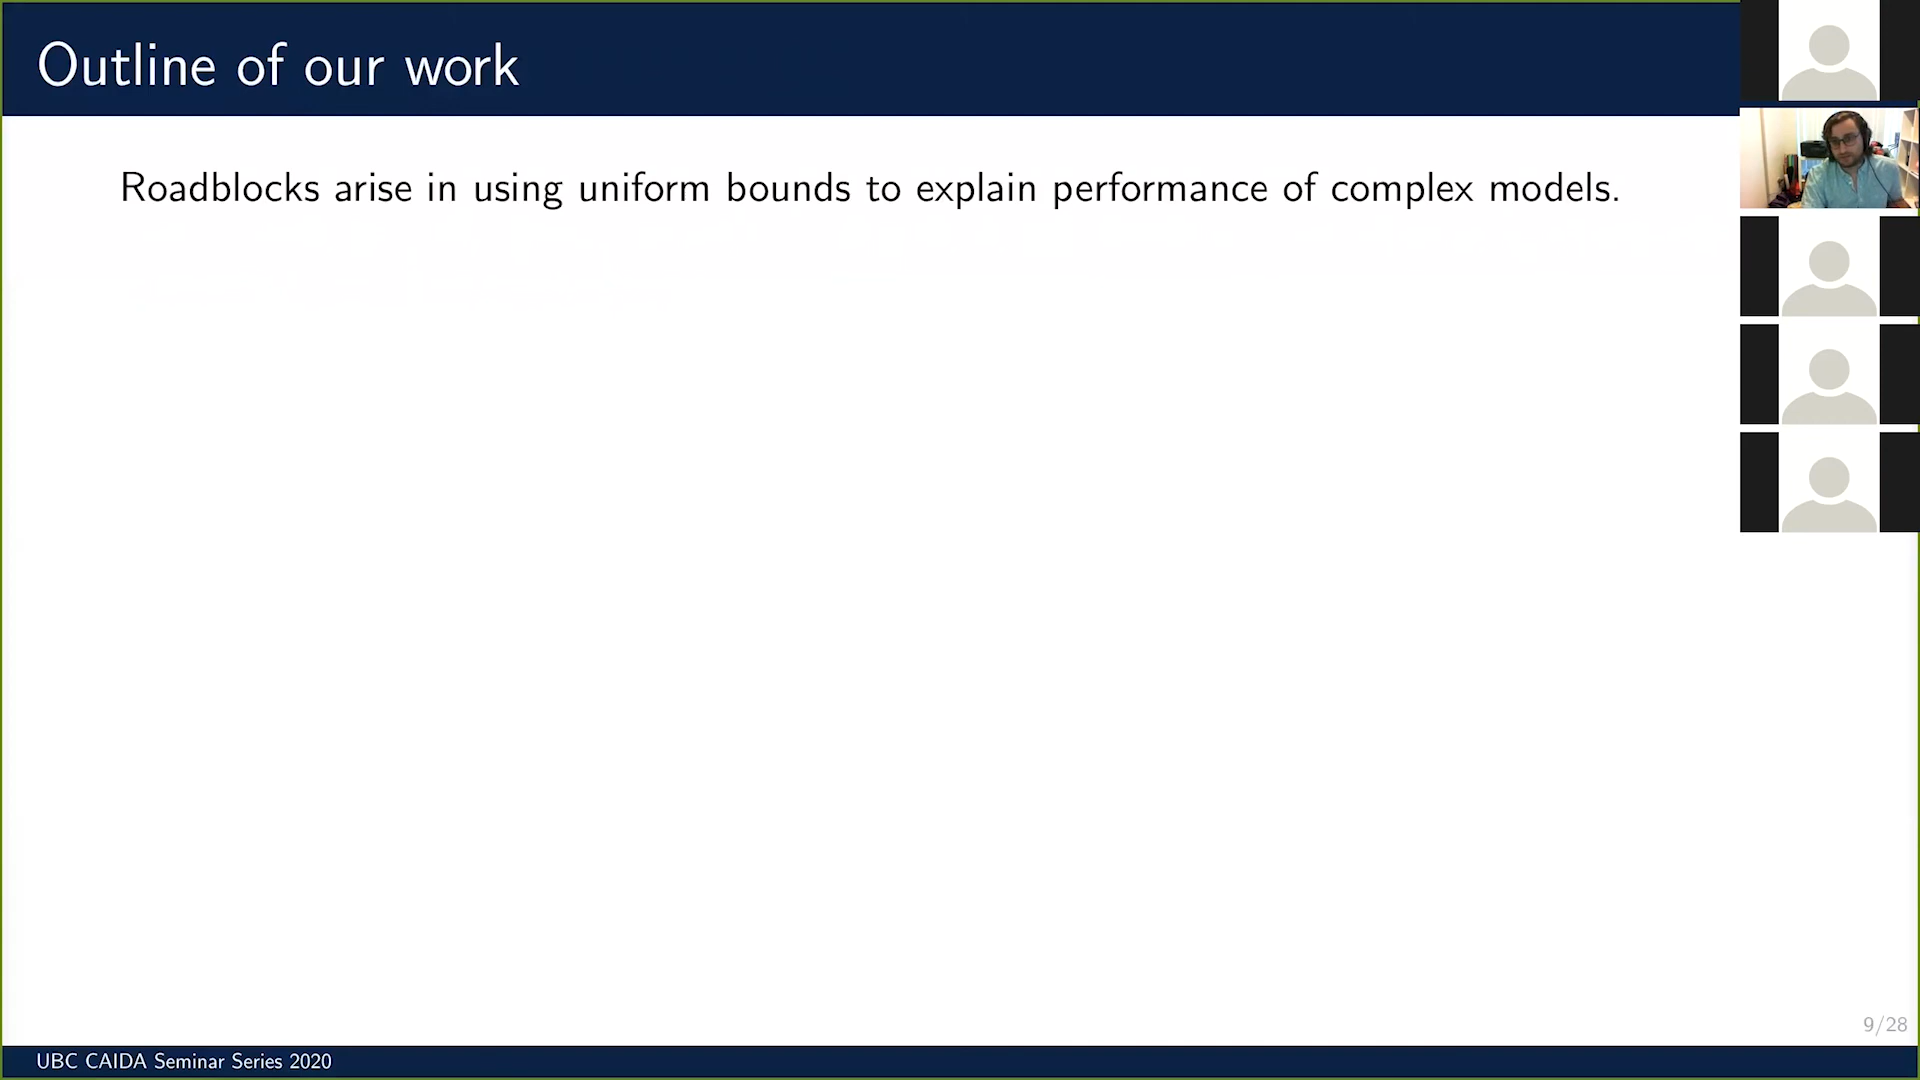 Outline of our work
Roadblocks arise in using uniform bounds to explain performance of complex models.
9/28
UBC CAIDA Seminar Series 2020